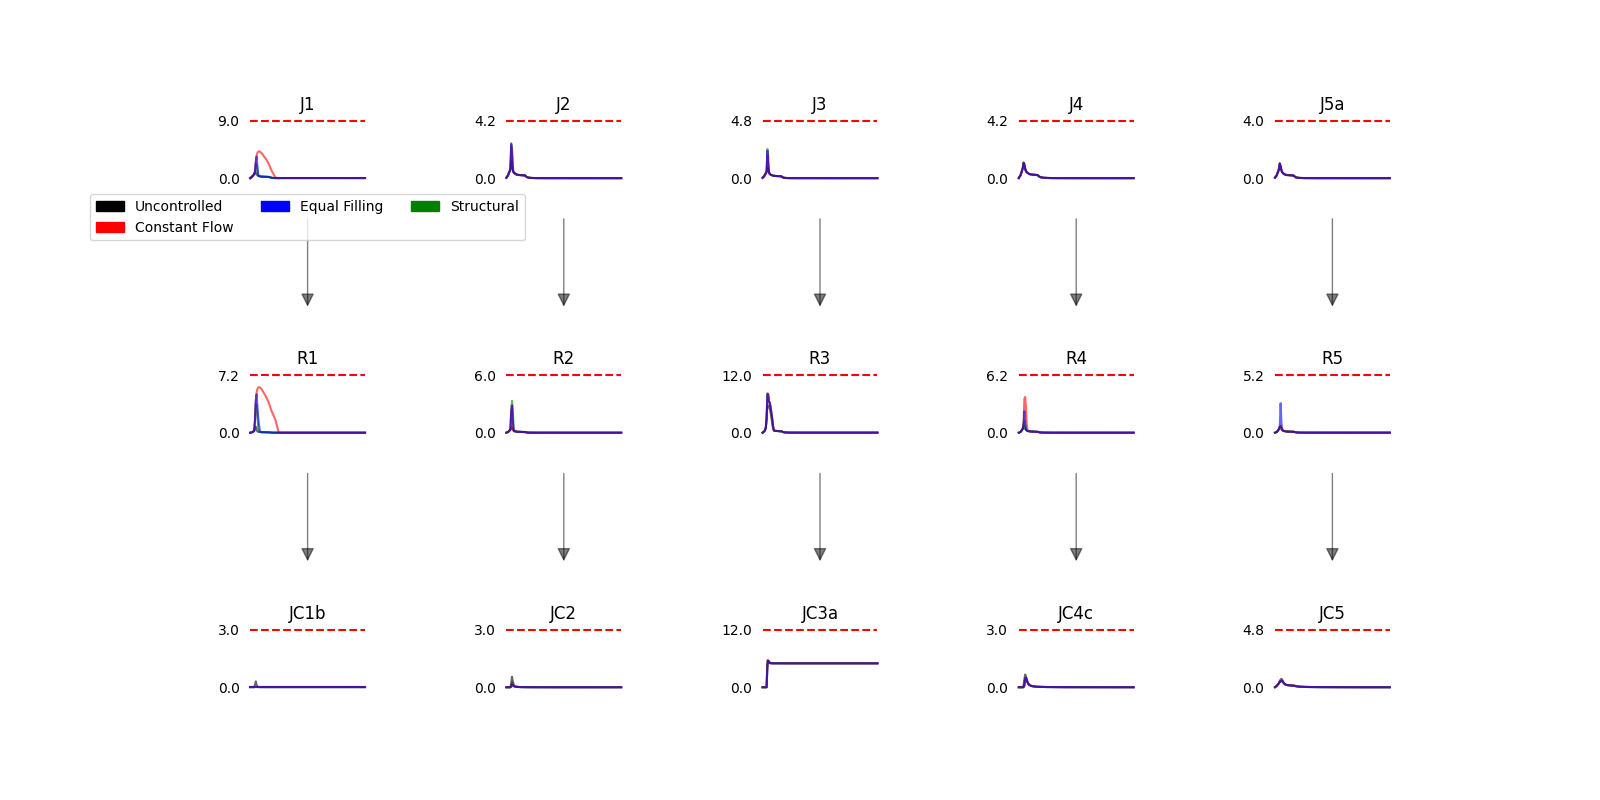 J1 J2 J3 J4 J5a
9.0 4.2 4.8 4.2 4.0
0.0 0.0 0.0 0.0 0.0
Uncontrolled Equal Filling Structural
Constant Flow
R1 R2 R3 R4 R5
7.2 6.0 12.0 6.2 5.2
0.0 0.0 0.0 0.0 0.0
JC1b JC2 JC3a JC4c JC5
3.0 3.0 12.0 3.0 4.8
0.0 0.0 0.0 0.0 0.0